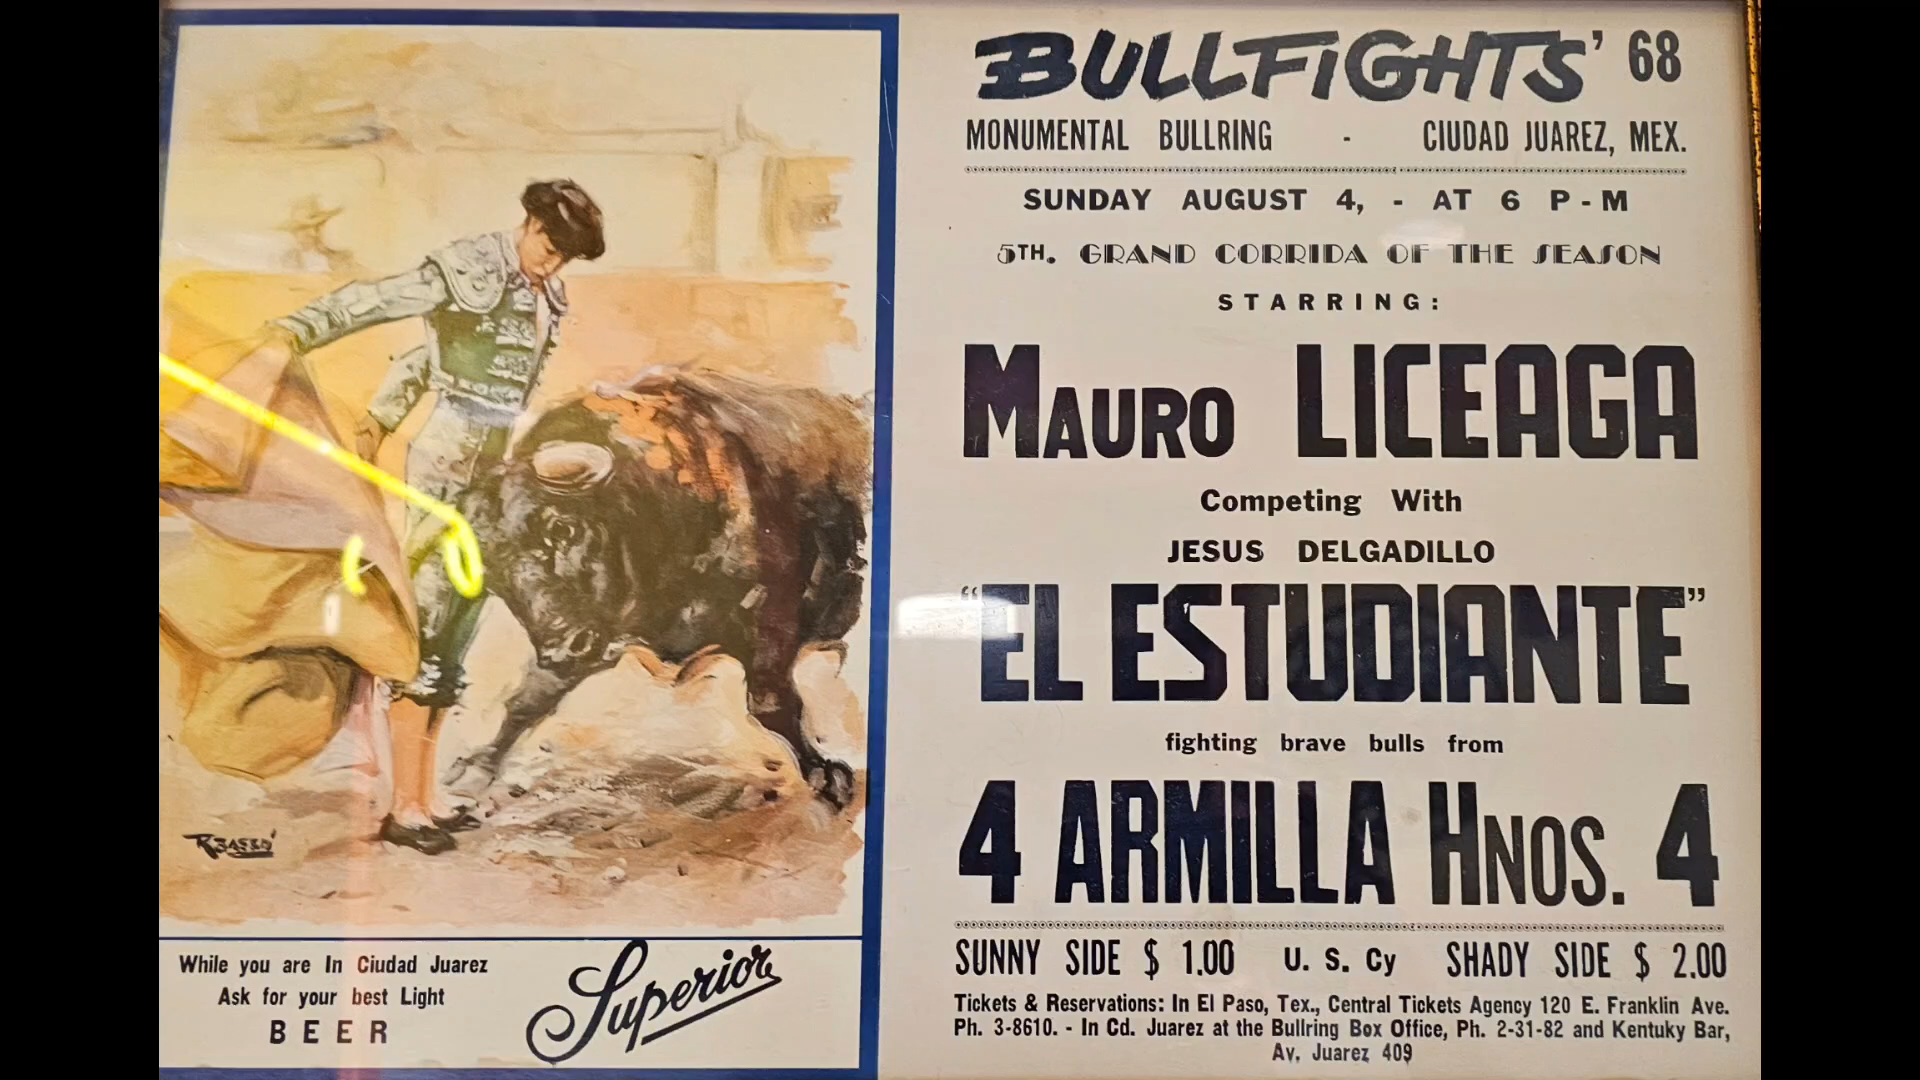 BULLFIGHTS' 68
MONUMENTAL BULLRING - CIUDAD JUAREZ, MEX.
SUNDAY AUGUST 4, - AT 6 P-M
5TH. GRAND CORRIDA OF THE SEASON
STARRING:
MAURO LICEAGA
Competing With
JESUS DELGADILLO
"EL ESTUDIANTE"
fighting brave bulls from
4 ARMILLA HNOS. 4
SUNNY SIDE $ 1.00 U. S. Cy SHADY SIDE $ 2.00
Tickets & Reservations: In El Paso, Tex., Central Tickets Agency 120 E. Franklin Ave.
Ph. 3-8610. - In Cd. Juarez at the Bullring Box Office, Ph. 2-31-82 and Kentuky Bar,
Av. Juarez 409
While you are In Ciudad Juarez
Ask for your best Light
BEER
Superior